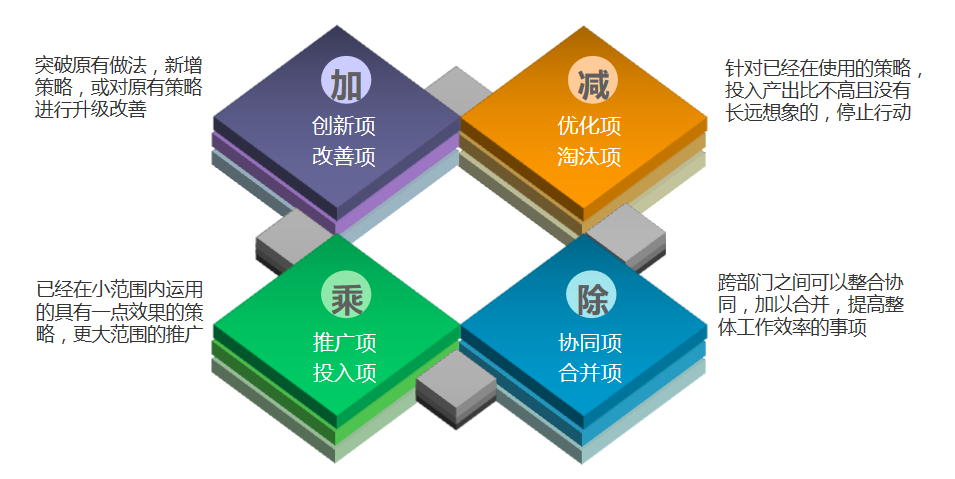 突破原有做法，新增
策略，或对原有策略
进行升级改善
加
创新项
改善项
减
优化项
淘汰项
针对已经在使用的策略，
投入产出比不高且没有
长远想象的，停止行动
已经在小范围内运用
的具有一点效果的策
略，更大范围的推广
乘
推广项
投入项
除
协同项
合并项
跨部门之间可以整合协
同，加以合并，提高整
体工作效率的事项